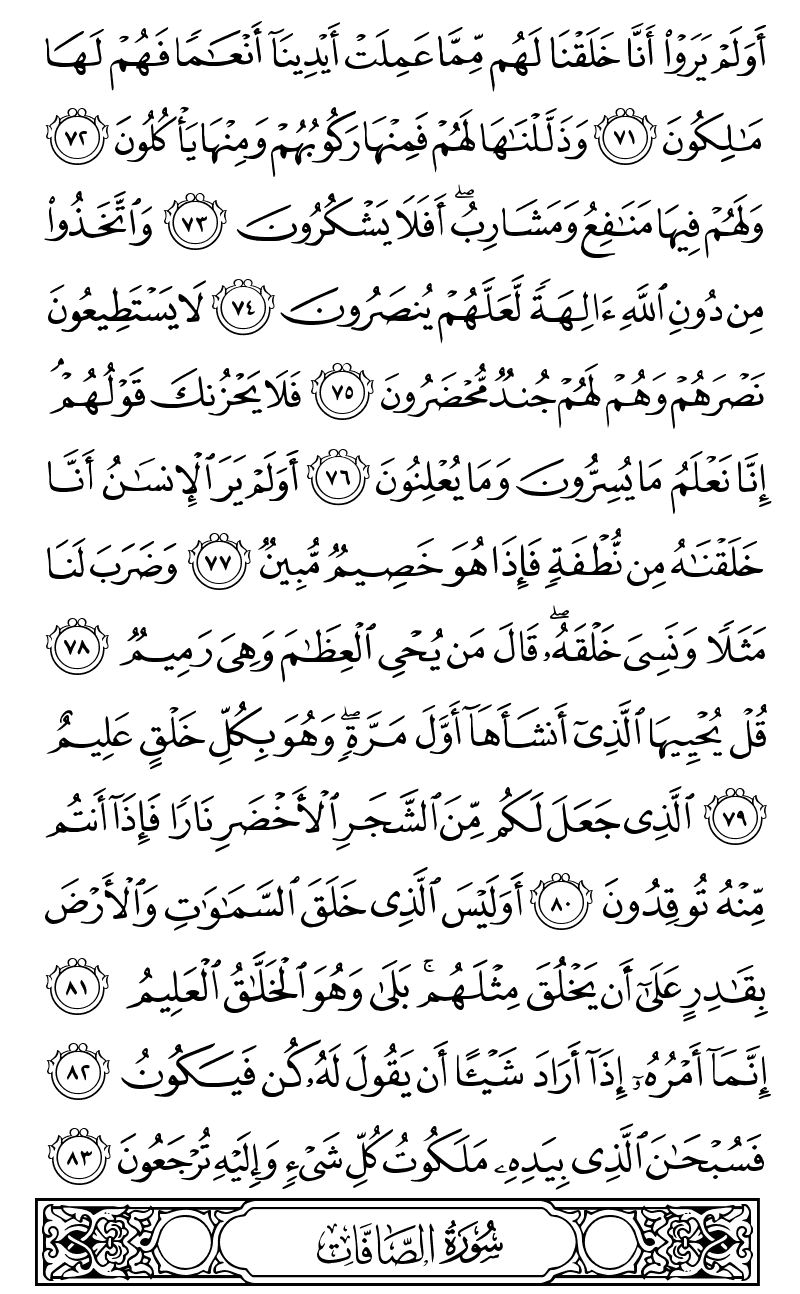 أَوَلَمْ يَرَوْا۟ أَنَّا خَلَقْنَا لَهُم مِّمَّا عَمِلَتْ أَيْدِينَآ أَنْعَـٰمًا فَهُمْ لَهَا
مَـٰلِكُونَ ٧١ وَذَلَّلْنَـٰهَا لَهُمْ فَمِنْهَا رَكُوبُهُمْ وَمِنْهَا يَأْكُلُونَ ٧٢
وَلَهُمْ فِيهَا مَنَـٰفِعُ وَمَشَارِبُ ۖ أَفَلَا يَشْكُرُونَ ٧٣ وَٱتَّخَذُوا۟
مِن دُونِ ٱللَّهِ ءَالِهَةً لَّعَلَّهُمْ يُنصَرُونَ ٧٤ لَا يَسْتَطِيعُونَ
نَصْرَهُمْ وَهُمْ لَهُمْ جُندٌ مُّحْضَرُونَ ٧٥ فَلَا يَحْزُنكَ قَوْلُهُمْ ۘ
إِنَّا نَعْلَمُ مَا يُسِرُّونَ وَمَا يُعْلِنُونَ ٧٦ أَوَلَمْ يَرَ ٱلْإِنسَـٰنُ أَنَّا
خَلَقْنَـٰهُ مِن نُّطْفَةٍ فَإِذَا هُوَ خَصِيمٌ مُّبِينٌ ٧٧ وَضَرَبَ لَنَا
مَثَلًا وَنَسِىَ خَلْقَهُۥ ۖ قَالَ مَن يُحْىِ ٱلْعِظَـٰمَ وَهِىَ رَمِيمٌ ٧٨
قُلْ يُحْيِيهَا ٱلَّذِىٓ أَنشَأَهَآ أَوَّلَ مَرَّةٍ ۖ وَهُوَ بِكُلِّ خَلْقٍ عَلِيمٌ
٧٩ ٱلَّذِى جَعَلَ لَكُم مِّنَ ٱلشَّجَرِ ٱلْأَخْضَرِ نَارًا فَإِذَآ أَنتُم
مِّنْهُ تُوقِدُونَ ٨٠ أَوَلَيْسَ ٱلَّذِى خَلَقَ ٱلسَّمَـٰوَٰتِ وَٱلْأَرْضَ
بِقَـٰدِرٍ عَلَىٰٓ أَن يَخْلُقَ مِثْلَهُم ۚ بَلَىٰ وَهُوَ ٱلْخَلَّـٰقُ ٱلْعَلِيمُ ٨١
إِنَّمَآ أَمْرُهُۥٓ إِذَآ أَرَادَ شَيْـًٔا أَن يَقُولَ لَهُۥ كُن فَيَكُونُ ٨٢
فَسُبْحَـٰنَ ٱلَّذِى بِيَدِهِۦ مَلَكُوتُ كُلِّ شَىْءٍ وَإِلَيْهِ تُرْجَعُونَ ٨٣
سُورَةُ الصَّافَّاتِ